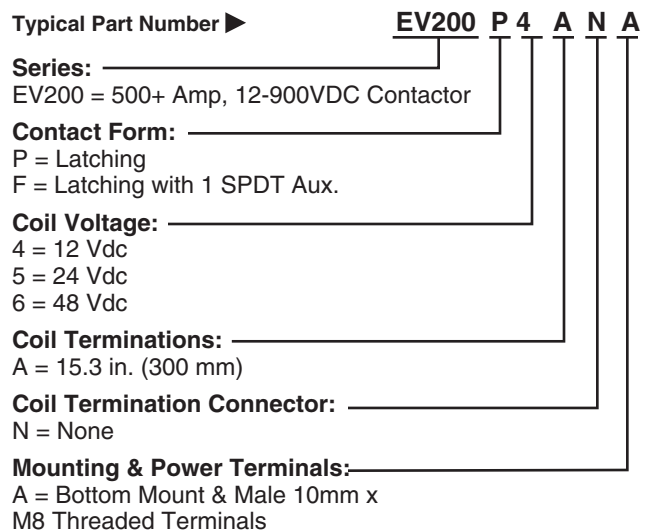 Typical Part Number ▶ EV200 P 4 A N A
Series:
EV200 = 500+ Amp, 12-900VDC Contactor
Contact Form:
P = Latching
F = Latching with 1 SPDT Aux.
Coil Voltage:
4 = 12 Vdc
5 = 24 Vdc
6 = 48 Vdc
Coil Terminations:
A = 15.3 in. (300 mm)
Coil Termination Connector:
N = None
Mounting & Power Terminals:
A = Bottom Mount & Male 10mm x
M8 Threaded Terminals